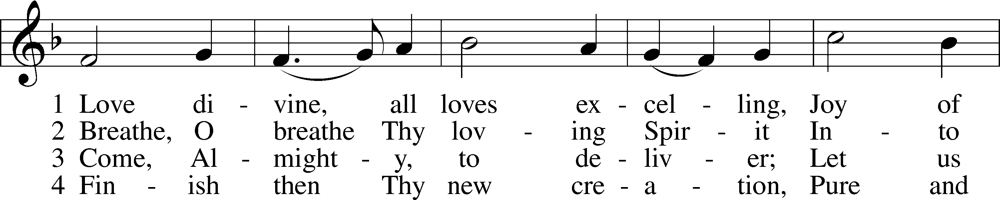 1 Love di - vine, all loves ex - cel - ling, Joy of
2 Breathe, O breathe Thy lov - ing Spir - it In - to
3 Come, Al - might - y, to de - liv - er; Let us
4 Fin - ish then Thy new cre - a - tion, Pure and